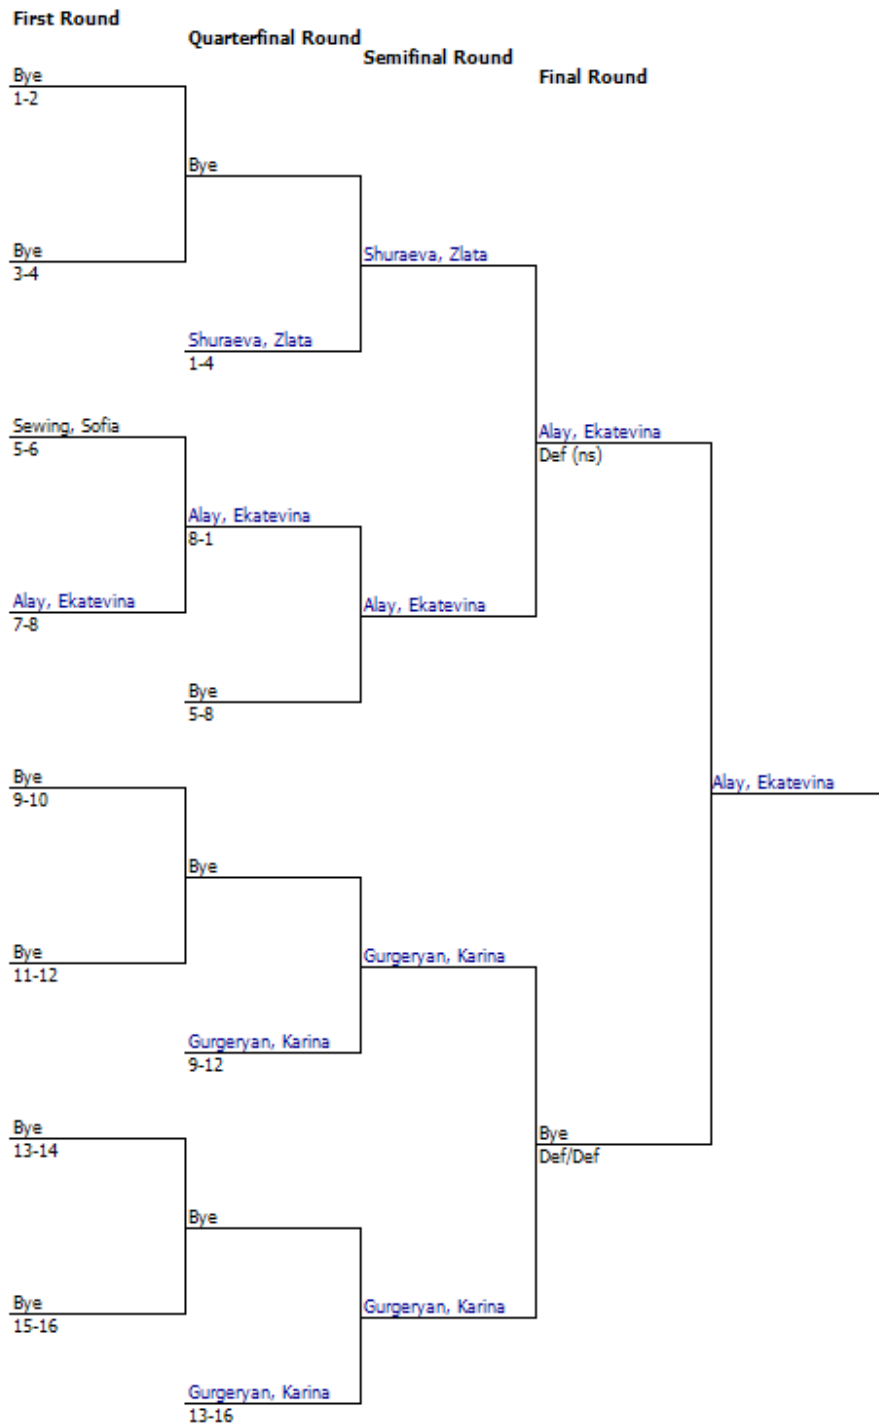 First Round
Quarterfinal Round
Semifinal Round
Final Round
Bye
1-2
Bye
Bye
3-4
Shuraeva, Zlata
Shuraeva, Zlata
1-4
Sewing, Sofia
5-6
Alay, Ekatevina
Def (ns)
Alay, Ekatevina
8-1
Alay, Ekatevina
7-8
Alay, Ekatevina
Bye
5-8
Bye
9-10
Alay, Ekatevina
Bye
Bye
11-12
Gurgeryan, Karina
Gurgeryan, Karina
9-12
Bye
13-14
Bye
Def/Def
Bye
Bye
15-16
Gurgeryan, Karina
Gurgeryan, Karina
13-16